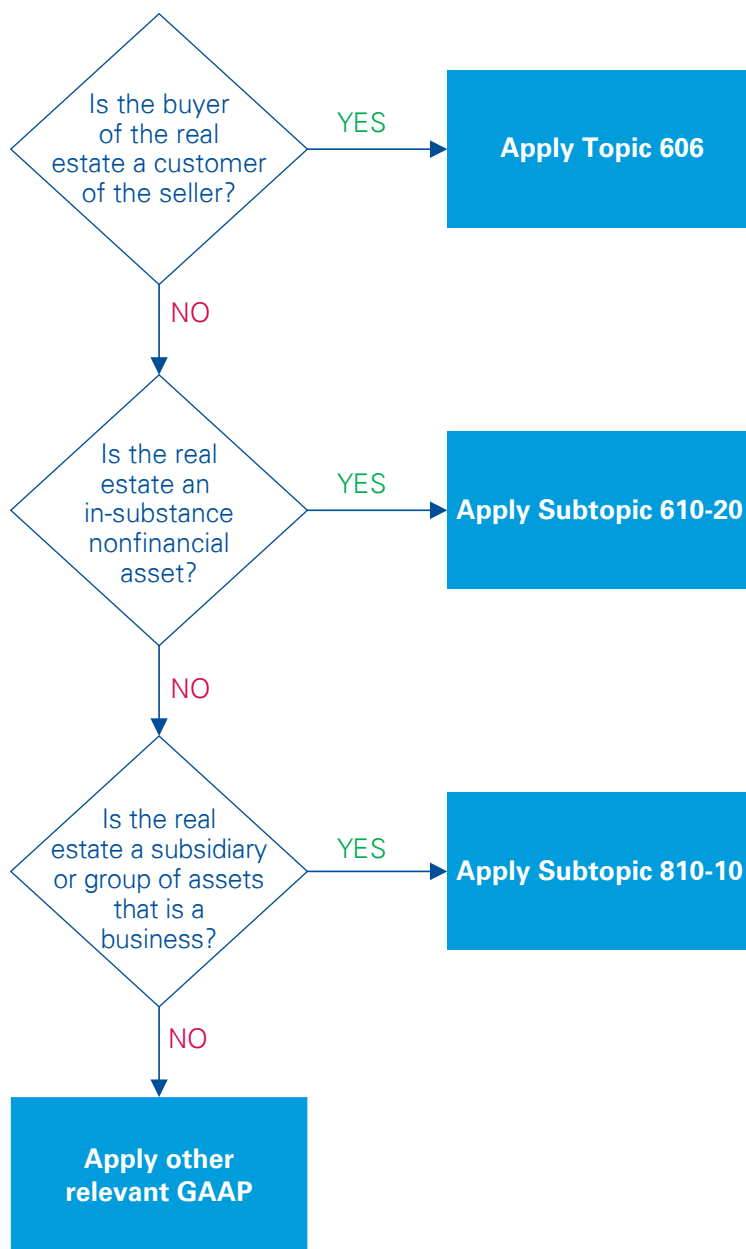 Is the buyer
of the real
estate a customer
of the seller?
YES
Apply Topic 606
NO
Is the real
estate an
in-substance
nonfinancial
asset?
YES
Apply Subtopic 610-20
NO
Is the real
estate a subsidiary
or group of assets
that is a
business?
YES
Apply Subtopic 810-10
NO
Apply other
relevant GAAP